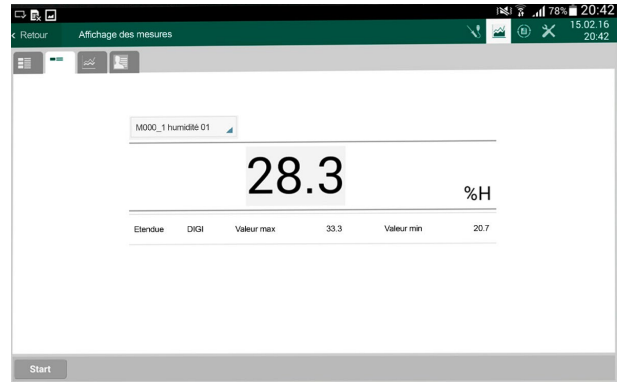 78% 20:42
Retour Affichage des mesures 15.02.16
20:42
M000_1 humidité 01
28.3
%H
Etendue DIGI Valeur max 33.3 Valeur min 20.7
Start